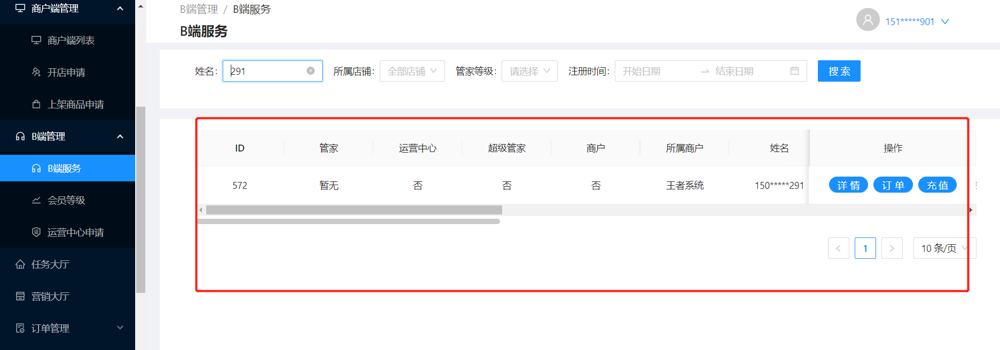 商户端管理
商户端列表
开店申请
上架商品申请
B端管理
B端服务
会员等级
运营中心申请
任务大厅
营销大厅
订单管理
B端管理 / B端服务
B端服务
151*****901
姓名: 291 所属店铺: 全部店铺 管家等级: 请选择 注册时间: 开始日期 → 结束日期 搜 索
ID 管家 运营中心 超级管家 商户 所属商户 姓名 操作
572 暂无 否 否 否 王者系统 150*****291 详 情 订 单 充 值
< 1 > 10 条/页